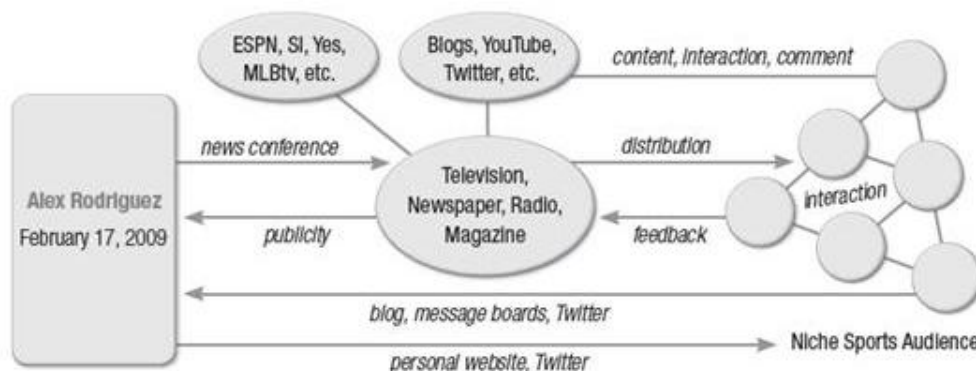 ESPN, SI, Yes,
MLBtv, etc.
Blogs, YouTube,
Twitter, etc.
content, interaction, comment
news conference
distribution
Alex Rodriguez
February 17, 2009
Television,
Newspaper, Radio,
Magazine
interaction
publicity
feedback
blog, message boards, Twitter
personal website, Twitter
Niche Sports Audience